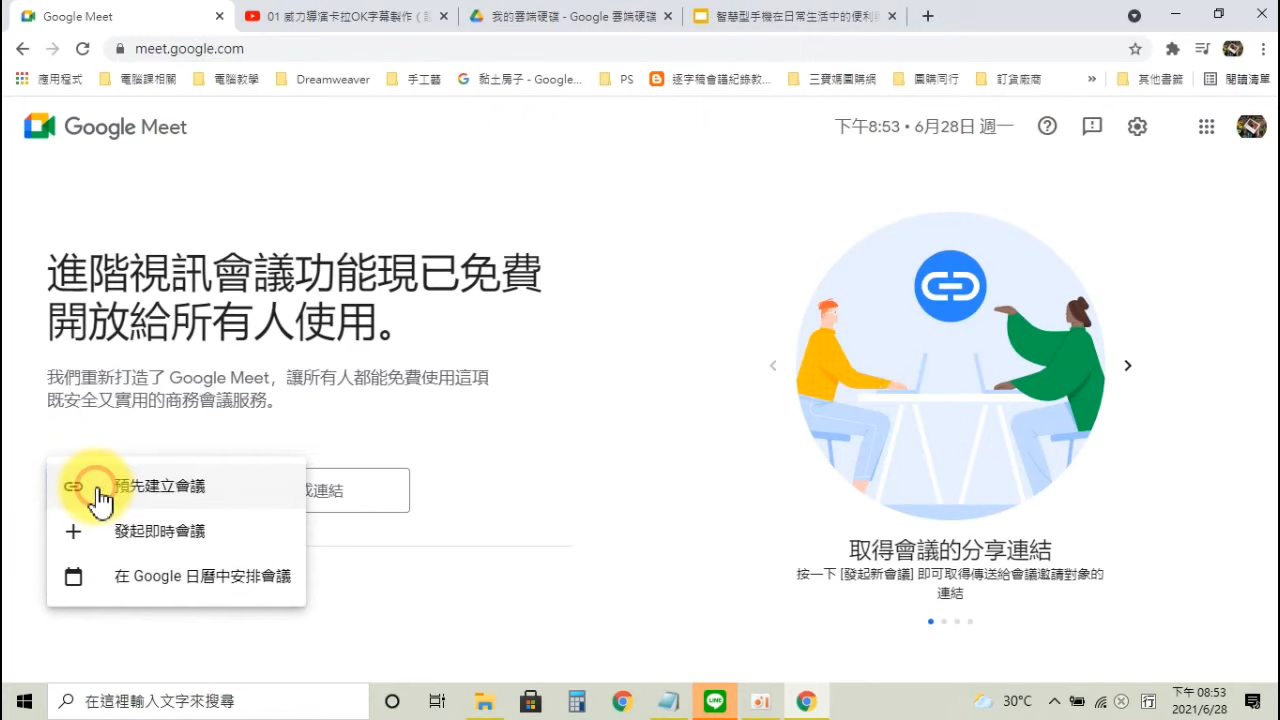 Google Meet
01 威力導演卡拉OK字幕製作 (
我的雲端硬碟 - Google 雲端硬碟
智慧型手機在日常生活中的便利
meet.google.com
應用程式
電腦課相關
電腦教學
Dreamweaver
手工藝
黏土房子 - Google...
PS
逐字稿會議紀錄教...
三寶媽團購網
團購同行
訂貨廠商
»
其他書籤
閱讀清單
Google Meet
下午8:53 • 6月28日 週一
進階視訊會議功能現已免費
開放給所有人使用。
我們重新打造了 Google Meet，讓所有人都能免費使用這項
既安全又實用的商務會議服務。
預先建立會議
或連結
發起即時會議
在 Google 日曆中安排會議
取得會議的分享連結
按一下 [發起新會議] 即可取得傳送給會議邀請對象的
連結
在這裡輸入文字來搜尋
LINE
30°C
下午 08:53
2021/6/28